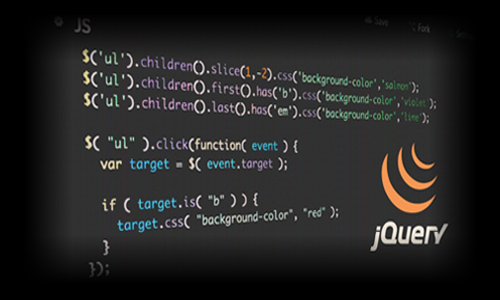 JS
Save
Fork
$('ul').children().slice(1,-2).css('background-color','salmon');
$('ul').children().first().has('b').css('background-color','violet');
$('ul').children().last().has('em').css('background-color','lime');
$( "ul" ).click(function( event ) {
var target = $( event.target );
if ( target.is( "b" ) ) {
target.css( "background-color", "red" );
}
});
jQuery